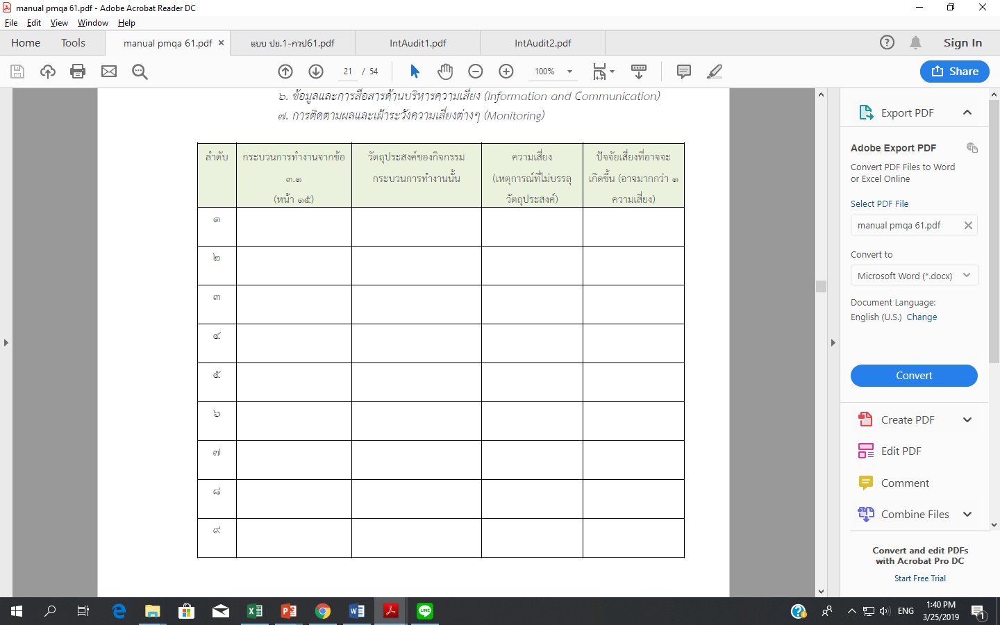 manual pmqa 61.pdf - Adobe Acrobat Reader DC
File Edit View Window Help
Home Tools manual pmqa 61.pdf × แบบ ปย.1-กวป61.pdf IntAudit1.pdf IntAudit2.pdf Sign In
21 / 54 100% Share
๖. ข้อมูลและการสื่อสารด้านบริหารความเสี่ยง (Information and Communication)
๗. การติดตามผลและเฝ้าระวังความเสี่ยงต่างๆ (Monitoring)
ลำดับ กระบวนการทำงานจากข้อ วัตถุประสงค์ของกิจกรรม ความเสี่ยง ปัจจัยเสี่ยงที่อาจจะ
๓.๑ กระบวนการทำงานนั้น (เหตุการณ์ที่ไม่บรรลุ เกิดขึ้น (อาจมากกว่า ๑
(หน้า ๑๕) วัตถุประสงค์) ความเสี่ยง)
๑
๒
๓
๔
๕
๖
๗
๘
๙
Export PDF
Adobe Export PDF
Convert PDF Files to Word
or Excel Online
Select PDF File
manual pmqa 61.pdf
Convert to
Microsoft Word (*.docx)
Document Language:
English (U.S.) Change
Convert
Create PDF
Edit PDF
Comment
Combine Files
Convert and edit PDFs
with Acrobat Pro DC
Start Free Trial
LINE
ENG
1:40 PM
3/25/2019
1